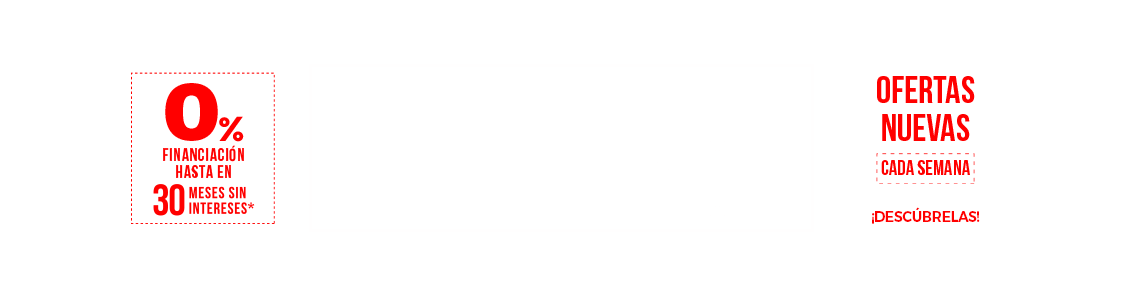 0%
FINANCIACIÓN
HASTA EN
30 MESES SIN
INTERESES*
OFERTAS
NUEVAS
CADA SEMANA
¡DESCÚBRELAS!